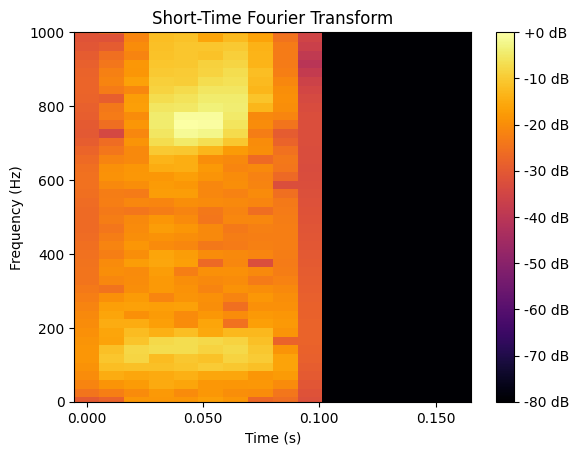 Short-Time Fourier Transform
1000
800
600
400
200
0
Frequency (Hz)
0.000
0.050
0.100
0.150
Time (s)
+0 dB
-10 dB
-20 dB
-30 dB
-40 dB
-50 dB
-60 dB
-70 dB
-80 dB